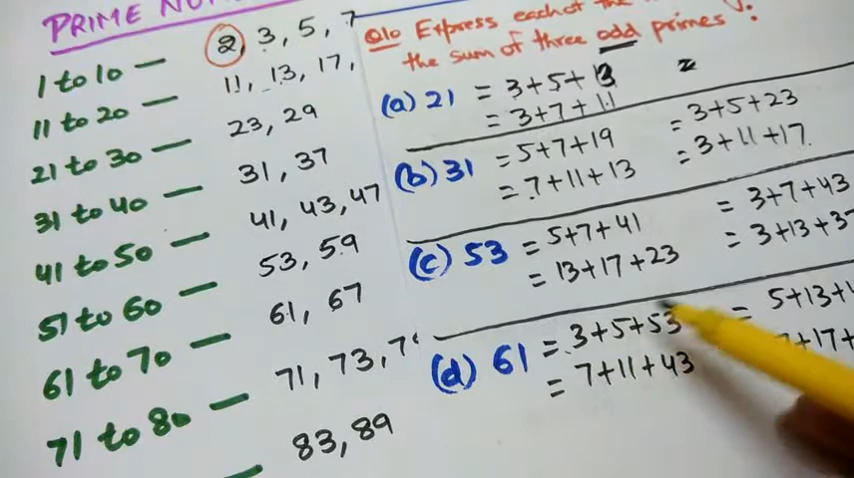 PRIME
1 to 10 — 2, 3, 5, 7
11 to 20 — 11, 13, 17,
21 to 30 — 23, 29
31 to 40 — 31, 37
41 to 50 — 41, 43, 47
51 to 60 — 53, 59
61 to 70 — 61, 67
71 to 80 — 71, 73, 7
— 83, 89
Q10 Express each of the
the sum of three odd primes :
(a) 21 = 3+5+13
= 3+7+11
(b) 31 = 5+7+19 = 3+5+23
= 7+11+13 = 3+11+17
(c) 53 = 5+7+41 = 3+7+43
= 13+17+23 = 3+13+37
(d) 61 = 3+5+53 = 5+13+
= 7+11+43 +17+